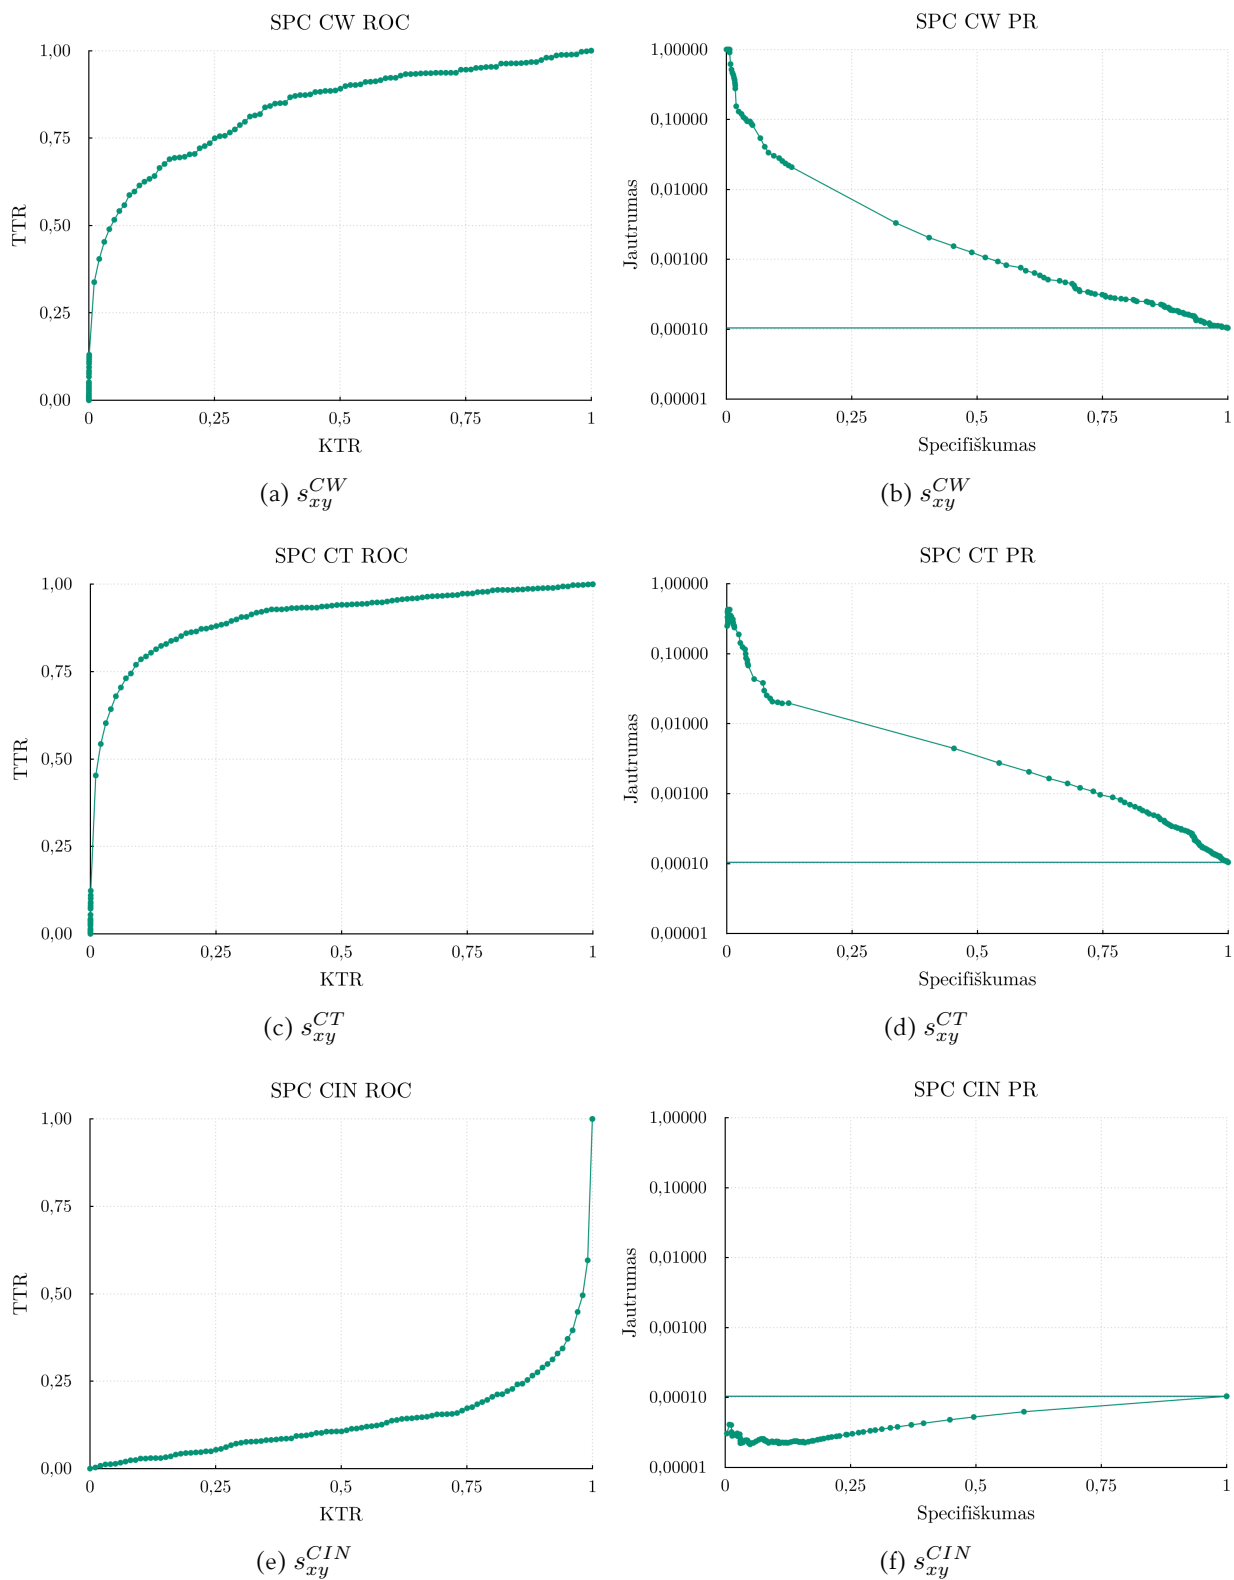 SPC CW ROC
1,00
0,75
0,50
0,25
0,00
TTR
0
0,25
0,5
0,75
1
KTR
(a) s_{xy}^{CW}
SPC CW PR
1,00000
0,10000
0,01000
0,00100
0,00010
0,00001
Jautrumas
0
0,25
0,5
0,75
1
Specifiškumas
(b) s_{xy}^{CW}
SPC CT ROC
1,00
0,75
0,50
0,25
0,00
TTR
0
0,25
0,5
0,75
1
KTR
(c) s_{xy}^{CT}
SPC CT PR
1,00000
0,10000
0,01000
0,00100
0,00010
0,00001
Jautrumas
0
0,25
0,5
0,75
1
Specifiškumas
(d) s_{xy}^{CT}
SPC CIN ROC
1,00
0,75
0,50
0,25
0,00
TTR
0
0,25
0,5
0,75
1
KTR
(e) s_{xy}^{CIN}
SPC CIN PR
1,00000
0,10000
0,01000
0,00100
0,00010
0,00001
Jautrumas
0
0,25
0,5
0,75
1
Specifiškumas
(f) s_{xy}^{CIN}